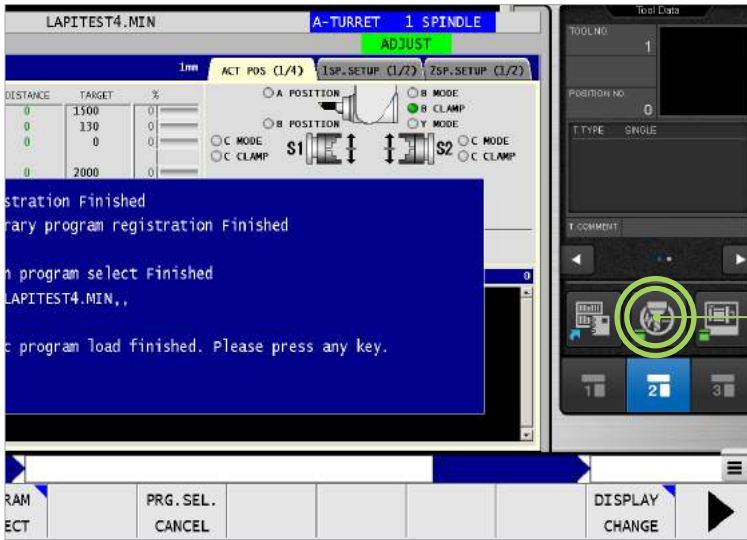 LAPITEST4.MIN
A-TURRET 1 SPINDLE
ADJUST
1mm
ACT POS (1/4)
1SP.SETUP (1/2)
2SP.SETUP (1/2)
DISTANCE TARGET %
0 1500 0
0 130 0
0 0 0
0 2000 0
A POSITION
B POSITION
B MODE
B CLAMP
Y MODE
C MODE
C CLAMP
S1
S2
C MODE
C CLAMP
stration Finished
rary program registration Finished
program select Finished
LAPITEST4.MIN,,
c program load finished. Please press any key.
0
RAM
ECT
PRG.SEL.
CANCEL
DISPLAY
CHANGE
Tool Data
TOOL NO.
1
POSITION NO.
0
T.TYPE SINGLE
T.COMMENT
1
2
3